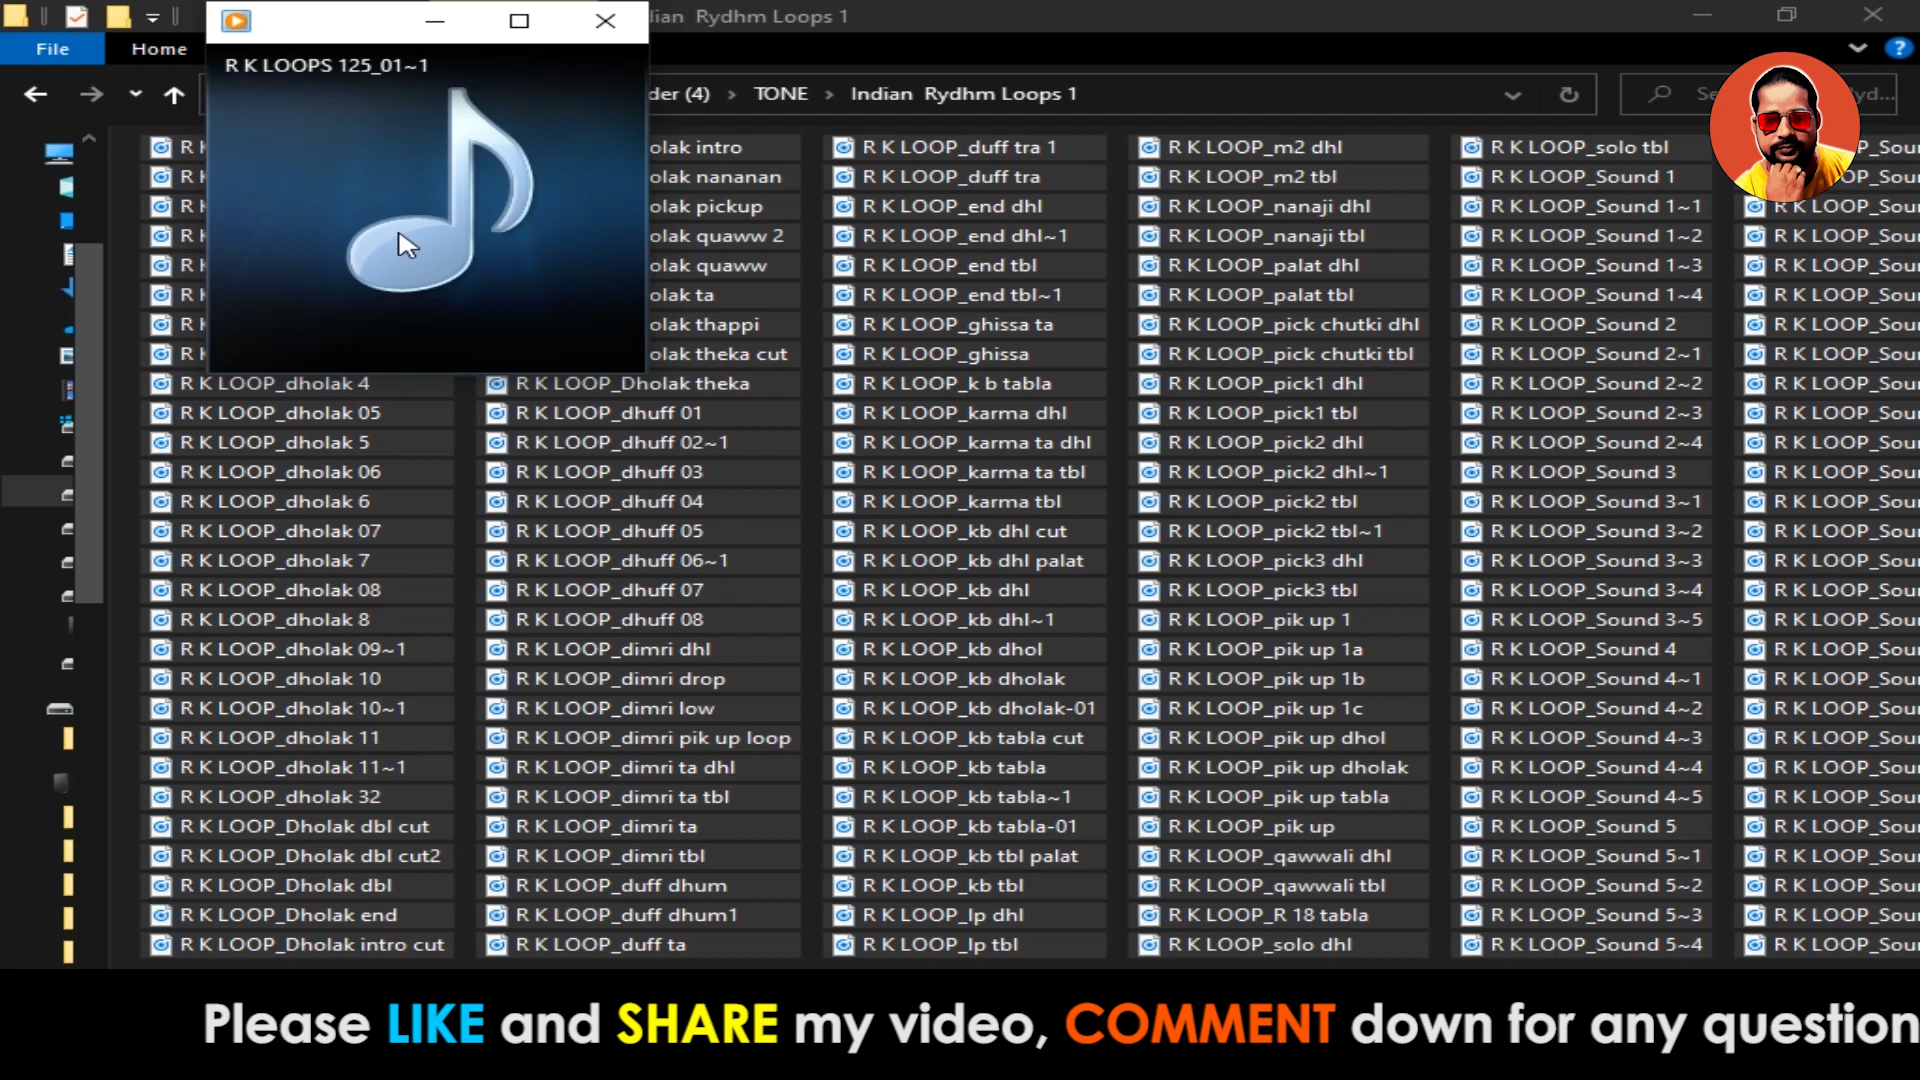 Indian Rydhm Loops 1
File
Home
R K LOOPS 125_01~1
der (4) > TONE > Indian Rydhm Loops 1
R K LOOP_dholak 4
R K LOOP_dholak 05
R K LOOP_dholak 5
R K LOOP_dholak 06
R K LOOP_dholak 6
R K LOOP_dholak 07
R K LOOP_dholak 7
R K LOOP_dholak 08
R K LOOP_dholak 8
R K LOOP_dholak 09~1
R K LOOP_dholak 10
R K LOOP_dholak 10~1
R K LOOP_dholak 11
R K LOOP_dholak 11~1
R K LOOP_dholak 32
R K LOOP_Dholak dbl cut
R K LOOP_Dholak dbl cut2
R K LOOP_Dholak dbl
R K LOOP_Dholak end
R K LOOP_Dholak intro cut
olak intro
olak nananan
olak pickup
olak quaww 2
olak quaww
olak ta
olak thappi
olak theka cut
R K LOOP_Dholak theka
R K LOOP_dhuff 01
R K LOOP_dhuff 02~1
R K LOOP_dhuff 03
R K LOOP_dhuff 04
R K LOOP_dhuff 05
R K LOOP_dhuff 06~1
R K LOOP_dhuff 07
R K LOOP_dhuff 08
R K LOOP_dimri dhl
R K LOOP_dimri drop
R K LOOP_dimri low
R K LOOP_dimri pik up loop
R K LOOP_dimri ta dhl
R K LOOP_dimri ta tbl
R K LOOP_dimri ta
R K LOOP_dimri tbl
R K LOOP_duff dhum
R K LOOP_duff dhum1
R K LOOP_duff ta
R K LOOP_duff tra 1
R K LOOP_duff tra
R K LOOP_end dhl
R K LOOP_end dhl~1
R K LOOP_end tbl
R K LOOP_end tbl~1
R K LOOP_ghissa ta
R K LOOP_ghissa
R K LOOP_k b tabla
R K LOOP_karma dhl
R K LOOP_karma ta dhl
R K LOOP_karma ta tbl
R K LOOP_karma tbl
R K LOOP_kb dhl cut
R K LOOP_kb dhl palat
R K LOOP_kb dhl
R K LOOP_kb dhl~1
R K LOOP_kb dhol
R K LOOP_kb dholak
R K LOOP_kb dholak-01
R K LOOP_kb tabla cut
R K LOOP_kb tabla
R K LOOP_kb tabla~1
R K LOOP_kb tabla-01
R K LOOP_kb tbl palat
R K LOOP_kb tbl
R K LOOP_lp dhl
R K LOOP_lp tbl
R K LOOP_m2 dhl
R K LOOP_m2 tbl
R K LOOP_nanaji dhl
R K LOOP_nanaji tbl
R K LOOP_palat dhl
R K LOOP_palat tbl
R K LOOP_pick chutki dhl
R K LOOP_pick chutki tbl
R K LOOP_pick1 dhl
R K LOOP_pick1 tbl
R K LOOP_pick2 dhl
R K LOOP_pick2 dhl~1
R K LOOP_pick2 tbl
R K LOOP_pick2 tbl~1
R K LOOP_pick3 dhl
R K LOOP_pick3 tbl
R K LOOP_pik up 1
R K LOOP_pik up 1a
R K LOOP_pik up 1b
R K LOOP_pik up 1c
R K LOOP_pik up dhol
R K LOOP_pik up dholak
R K LOOP_pik up tabla
R K LOOP_pik up
R K LOOP_qawwali dhl
R K LOOP_qawwali tbl
R K LOOP_R 18 tabla
R K LOOP_solo dhl
R K LOOP_solo tbl
R K LOOP_Sound 1
R K LOOP_Sound 1~1
R K LOOP_Sound 1~2
R K LOOP_Sound 1~3
R K LOOP_Sound 1~4
R K LOOP_Sound 2
R K LOOP_Sound 2~1
R K LOOP_Sound 2~2
R K LOOP_Sound 2~3
R K LOOP_Sound 2~4
R K LOOP_Sound 3
R K LOOP_Sound 3~1
R K LOOP_Sound 3~2
R K LOOP_Sound 3~3
R K LOOP_Sound 3~4
R K LOOP_Sound 3~5
R K LOOP_Sound 4
R K LOOP_Sound 4~1
R K LOOP_Sound 4~2
R K LOOP_Sound 4~3
R K LOOP_Sound 4~4
R K LOOP_Sound 4~5
R K LOOP_Sound 5
R K LOOP_Sound 5~1
R K LOOP_Sound 5~2
R K LOOP_Sound 5~3
R K LOOP_Sound 5~4
Please LIKE and SHARE my video, COMMENT down for any question